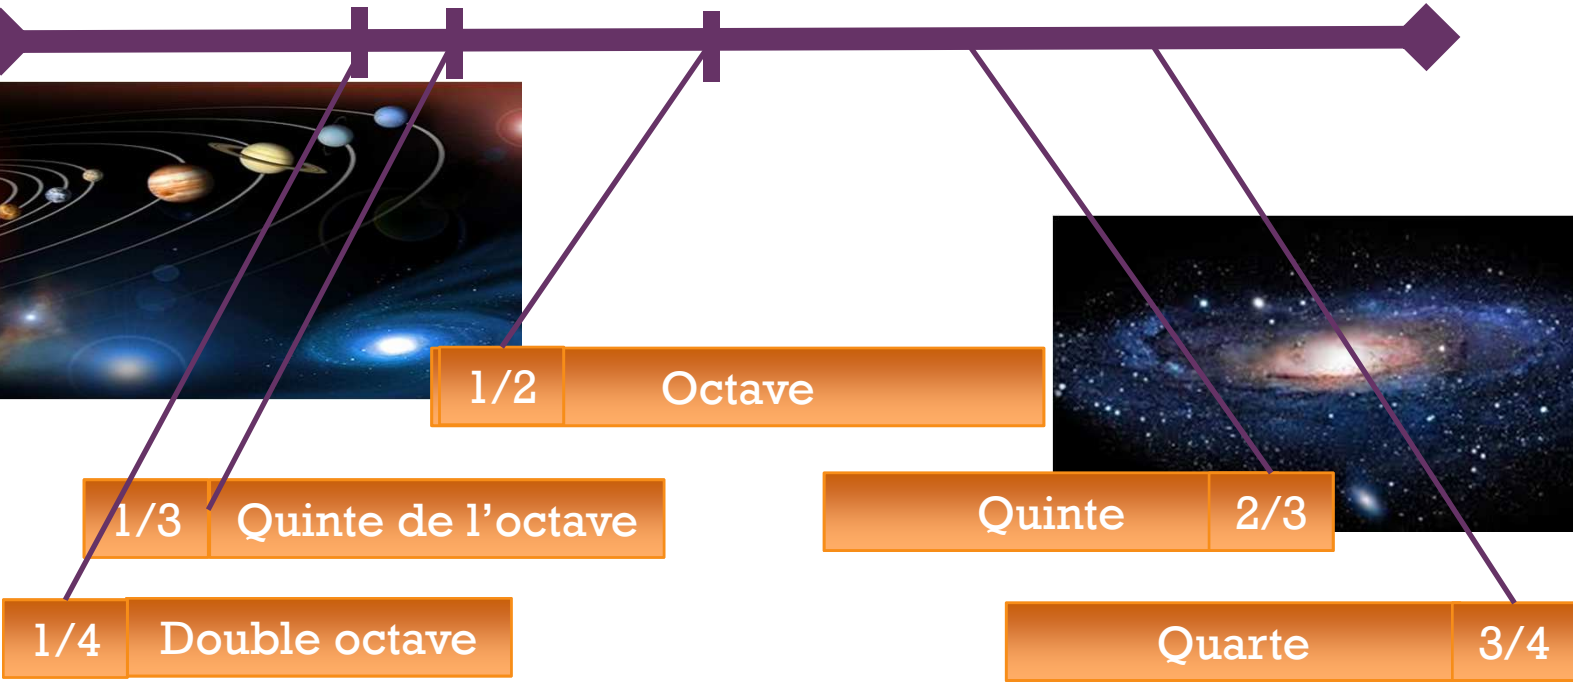 1/2 Octave
1/3 Quinte de l’octave
Quinte 2/3
1/4 Double octave
Quarte 3/4